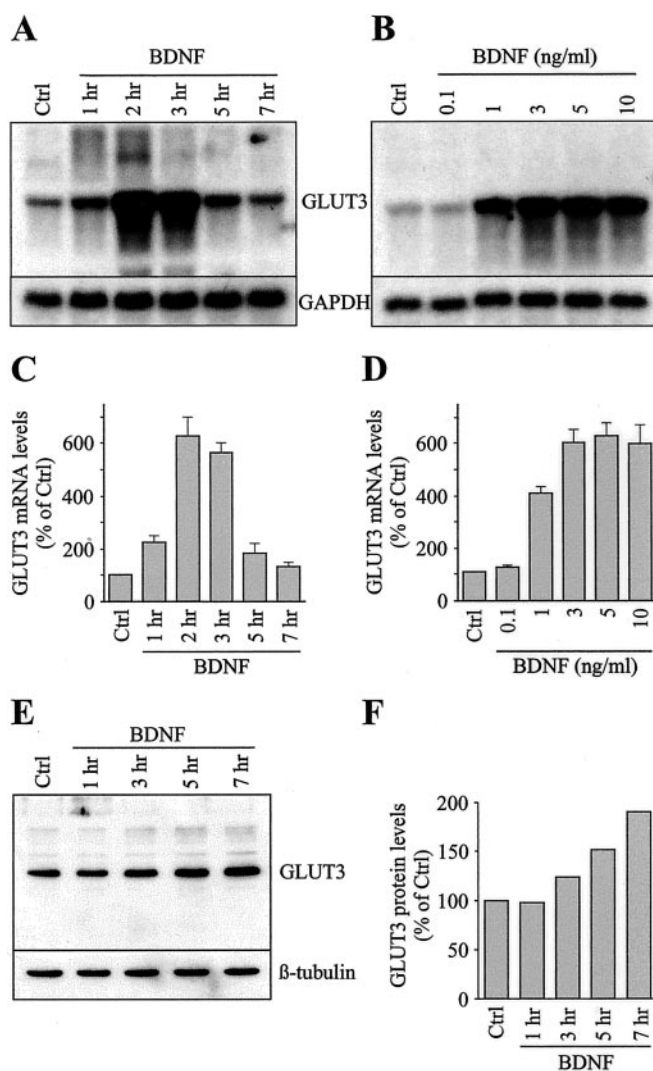 A
BDNF
Ctrl
1 hr
2 hr
3 hr
5 hr
7 hr
GLUT3
GAPDH
B
BDNF (ng/ml)
Ctrl
0.1
1
3
5
10
C
GLUT3 mRNA levels
(% of Ctrl)
600
400
200
0
Ctrl
1 hr
2 hr
3 hr
5 hr
7 hr
BDNF
D
GLUT3 mRNA levels
(% of Ctrl)
600
400
200
0
Ctrl
0.1
1
3
5
10
BDNF (ng/ml)
E
BDNF
Ctrl
1 hr
3 hr
5 hr
7 hr
GLUT3
ß-tubulin
F
GLUT3 protein levels
(% of Ctrl)
200
150
100
50
0
Ctrl
1 hr
3 hr
5 hr
7 hr
BDNF